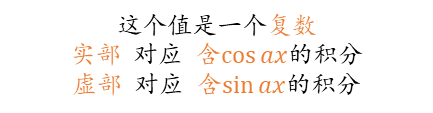 这个值是一个复数
实部 对应 含cos ax的积分
虚部 对应 含sin ax的积分